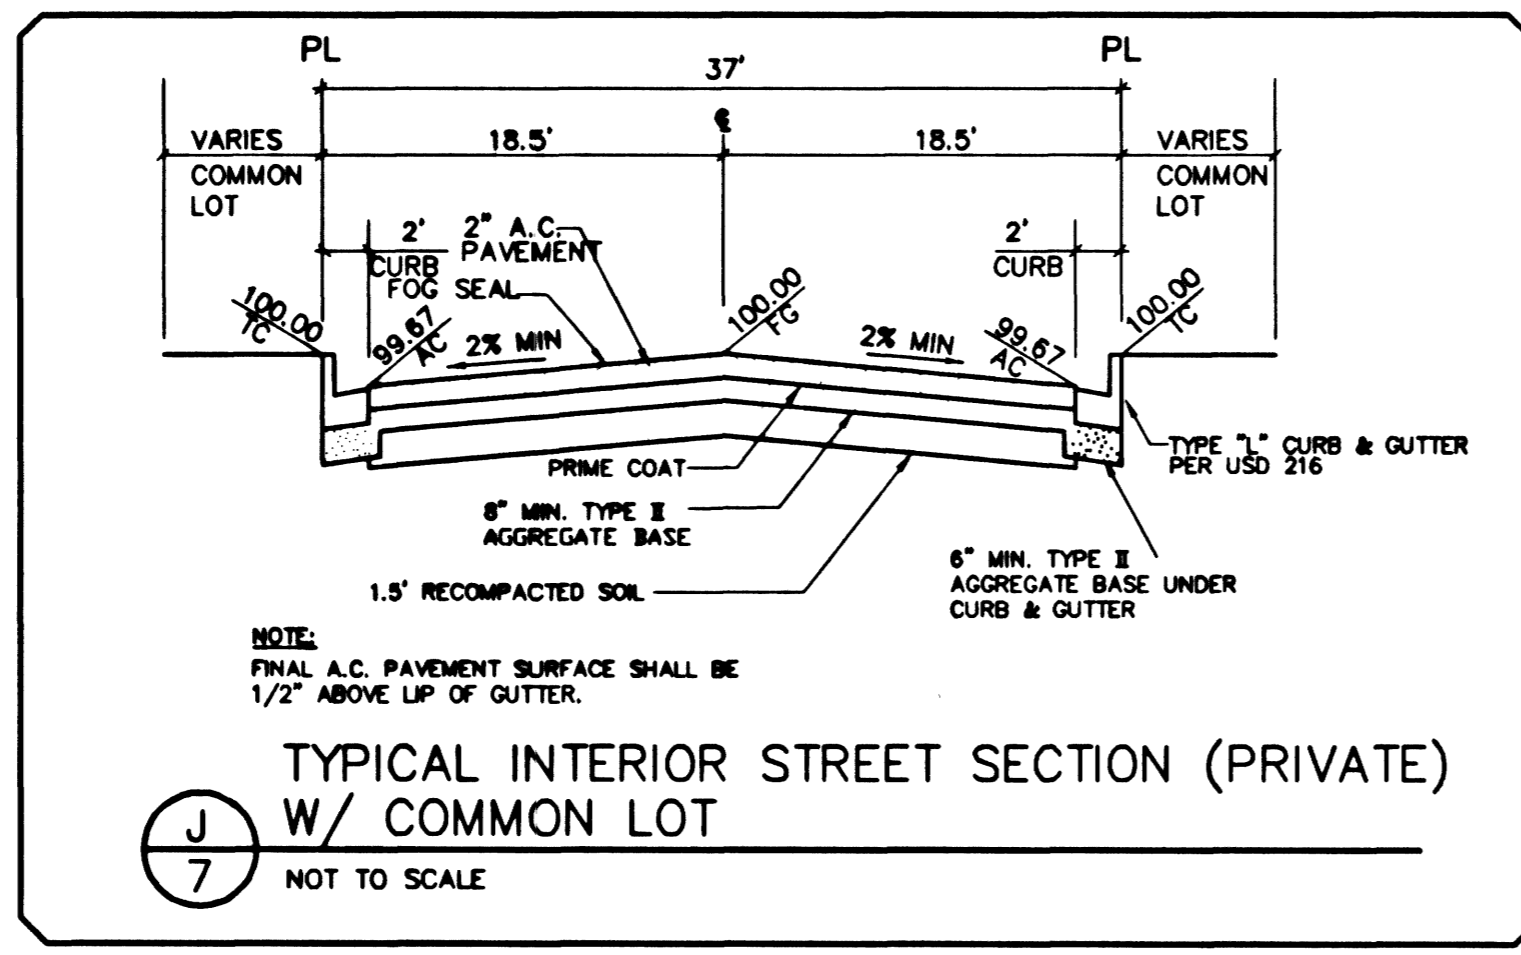 PL
PL
37'
℄
VARIES
18.5'
18.5'
VARIES
COMMON
LOT
COMMON
LOT
2'
CURB
2" A.C.
PAVEMENT
FOG SEAL
2'
CURB
100.00
TC
99.67
AC
2% MIN
100.00
FG
2% MIN
99.67
AC
100.00
TC
TYPE "L" CURB & GUTTER
PER USD 216
PRIME COAT
8" MIN. TYPE II
AGGREGATE BASE
6" MIN. TYPE II
AGGREGATE BASE UNDER
CURB & GUTTER
1.5' RECOMPACTED SOIL
NOTE:
FINAL A.C. PAVEMENT SURFACE SHALL BE
1/2" ABOVE LIP OF GUTTER.
TYPICAL INTERIOR STREET SECTION (PRIVATE)
W/ COMMON LOT
J
7
NOT TO SCALE